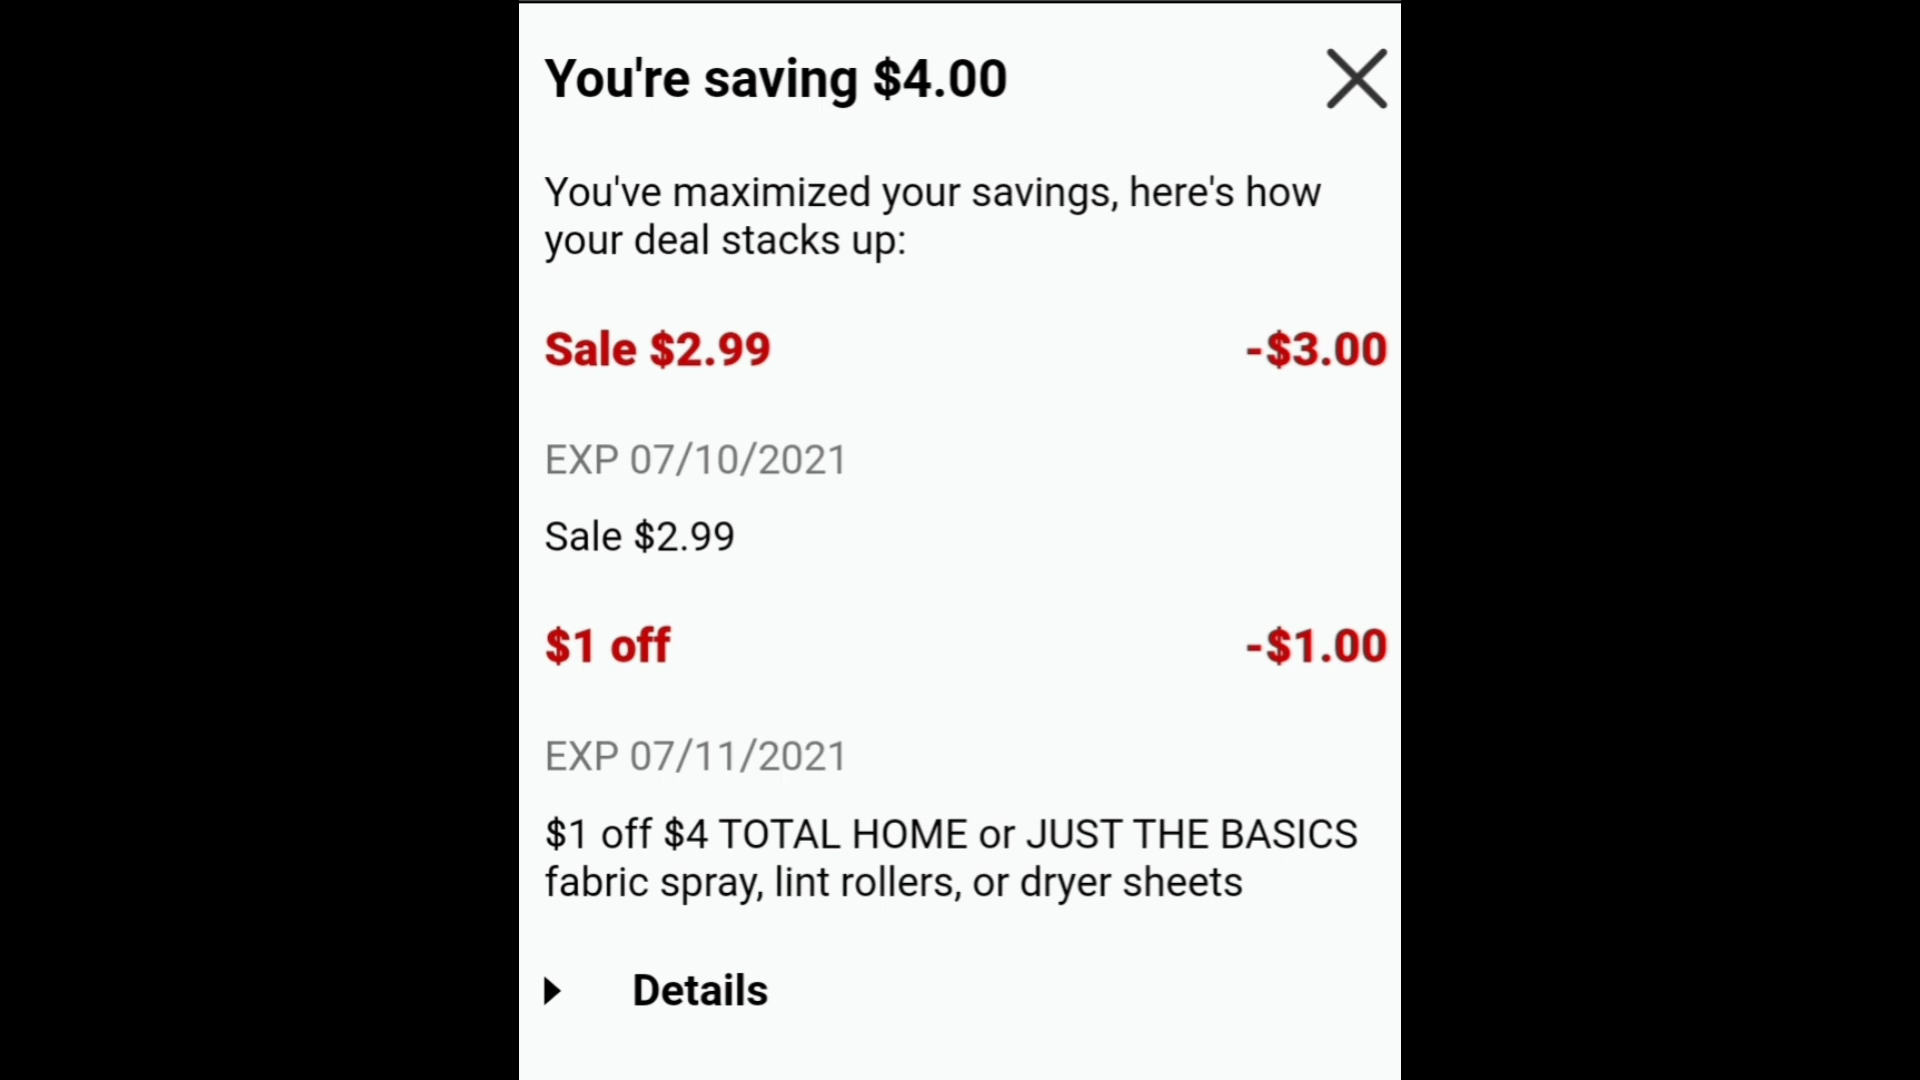 You're saving $4.00
You've maximized your savings, here's how
your deal stacks up:
Sale $2.99 -$3.00
EXP 07/10/2021
Sale $2.99
$1 off -$1.00
EXP 07/11/2021
$1 off $4 TOTAL HOME or JUST THE BASICS
fabric spray, lint rollers, or dryer sheets
Details